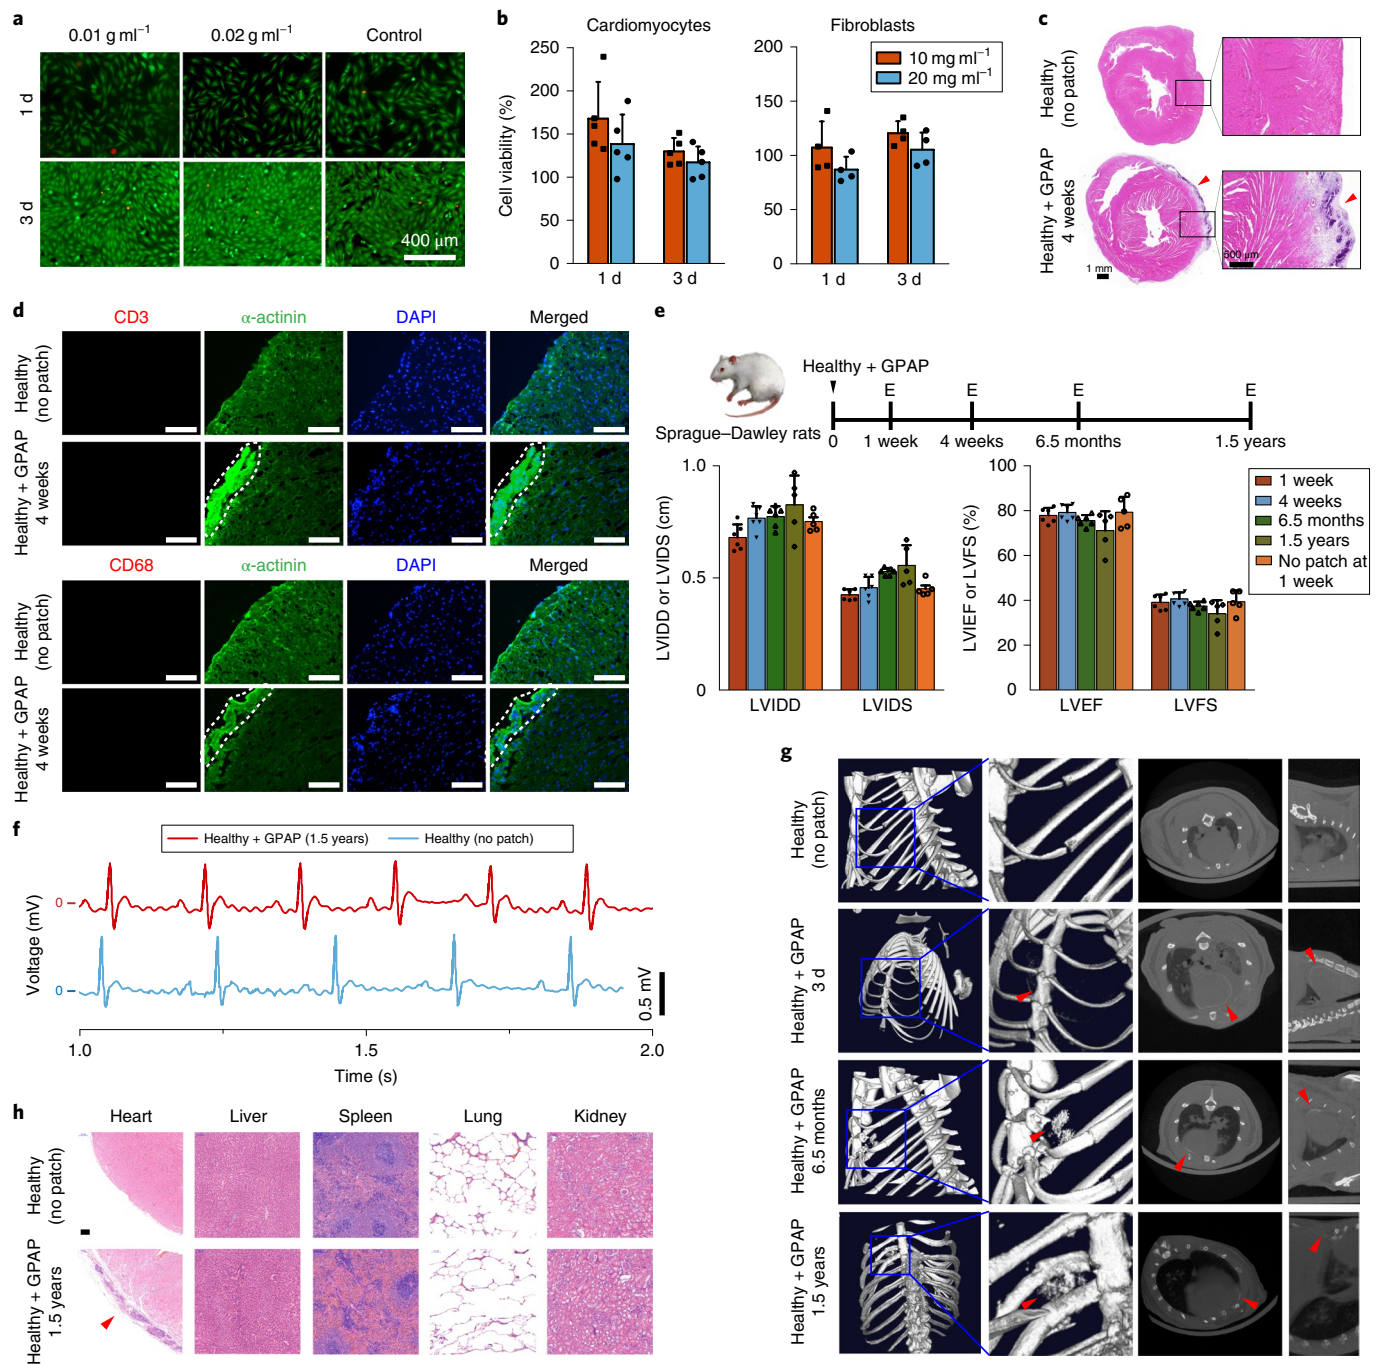 a
0.01 g ml⁻¹ 0.02 g ml⁻¹ Control
1 d
3 d
400 μm
b
Cardiomyocytes Fibroblasts
Cell viability (%)
250
200
150
100
50
0
1 d 3 d
200
150
100
50
0
1 d 3 d
10 mg ml⁻¹
20 mg ml⁻¹
c
Healthy
(no patch)
Healthy + GPAP
4 weeks
1 mm
500 μm
d
CD3 α-actinin DAPI Merged
Healthy
(no patch)
Healthy + GPAP
4 weeks
CD68 α-actinin DAPI Merged
Healthy
(no patch)
Healthy + GPAP
4 weeks
e
Healthy + GPAP
E E E E
Sprague–Dawley rats 0 1 week 4 weeks 6.5 months 1.5 years
LVIDD or LVIDS (cm)
1.0
0.5
0
LVIDD LVIDS
LVIEF or LVFS (%)
100
80
60
40
20
0
LVEF LVFS
1 week
4 weeks
6.5 months
1.5 years
No patch at
1 week
f
Healthy + GPAP (1.5 years) Healthy (no patch)
Voltage (mV)
0
0
0.5 mV
1.0 1.5 2.0
Time (s)
g
Healthy
(no patch)
Healthy + GPAP
3 d
Healthy + GPAP
6.5 months
Healthy + GPAP
1.5 years
h
Heart Liver Spleen Lung Kidney
Healthy
(no patch)
Healthy + GPAP
1.5 years